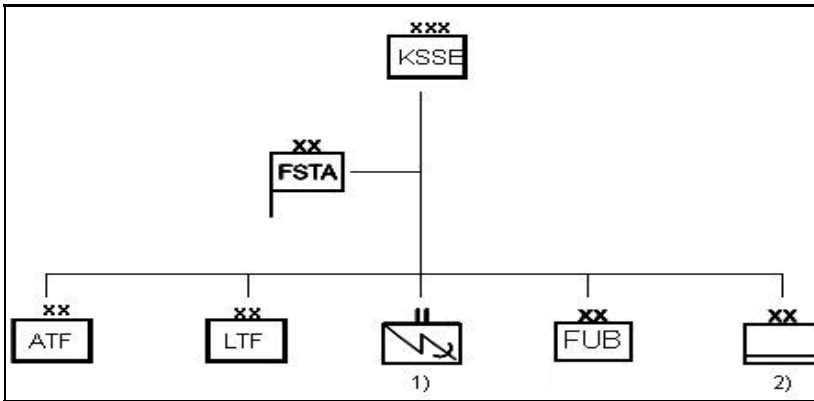 xxx
KSSE
XX
FSTA
xx xx II XX XX
ATF LTF FUB
1) 2)